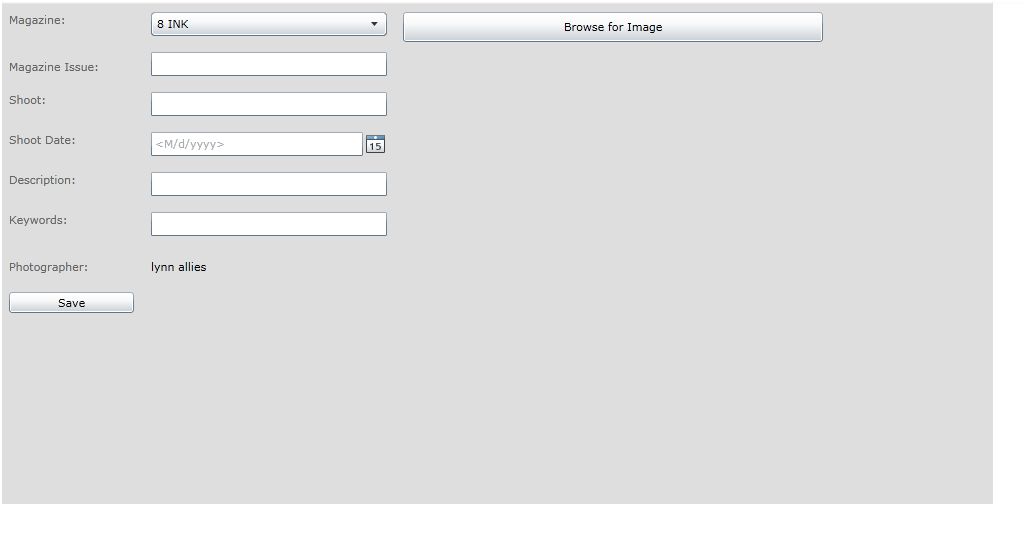 Magazine: 8 INK Browse for Image
Magazine Issue:
Shoot:
Shoot Date: <M/d/yyyy> 15
Description:
Keywords:
Photographer: lynn allies
Save